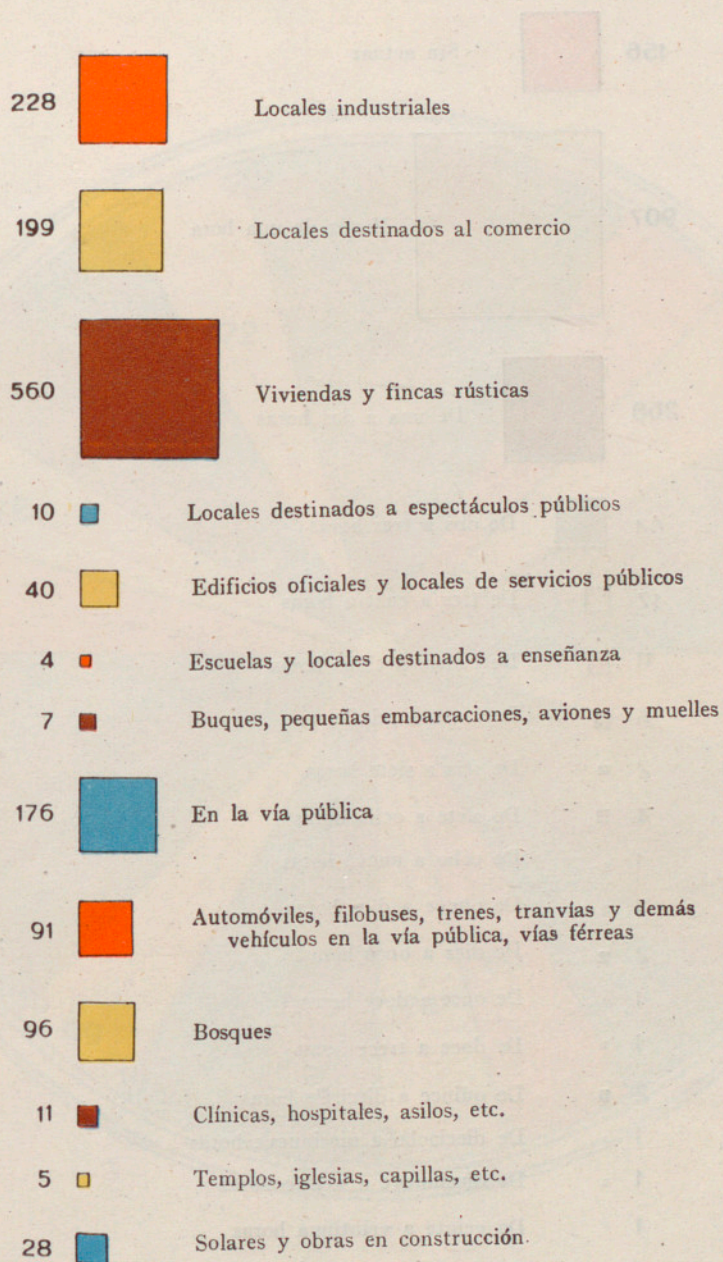 228 Locales industriales
199 Locales destinados al comercio
560 Viviendas y fincas rústicas
10 Locales destinados a espectáculos públicos
40 Edificios oficiales y locales de servicios públicos
4 Escuelas y locales destinados a enseñanza
7 Buques, pequeñas embarcaciones, aviones y muelles
176 En la vía pública
91 Automóviles, filobuses, trenes, tranvías y demás
vehículos en la vía pública, vías férreas
96 Bosques
11 Clínicas, hospitales, asilos, etc.
5 Templos, iglesias, capillas, etc.
28 Solares y obras en construcción.